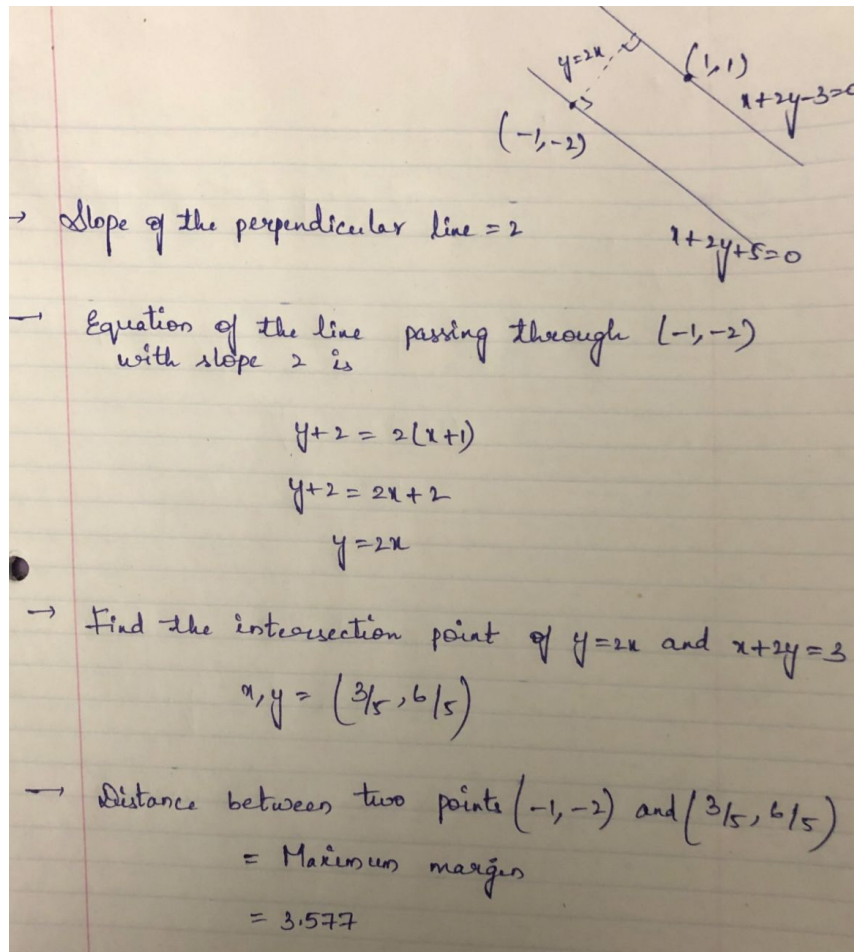 y=2x
(1,1)
x+2y-3=0
(-1,-2)
→ Slope of the perpendicular line = 2
x+2y+5=0
→ Equation of the line passing through (-1,-2)
with slope 2 is
y+2 = 2(x+1)
y+2 = 2x+2
y=2x
→ Find the intersection point of y=2x and x+2y=3
x,y = (3/5, 6/5)
→ Distance between two points (-1,-2) and (3/5, 6/5)
= Maximum margin
= 3.577